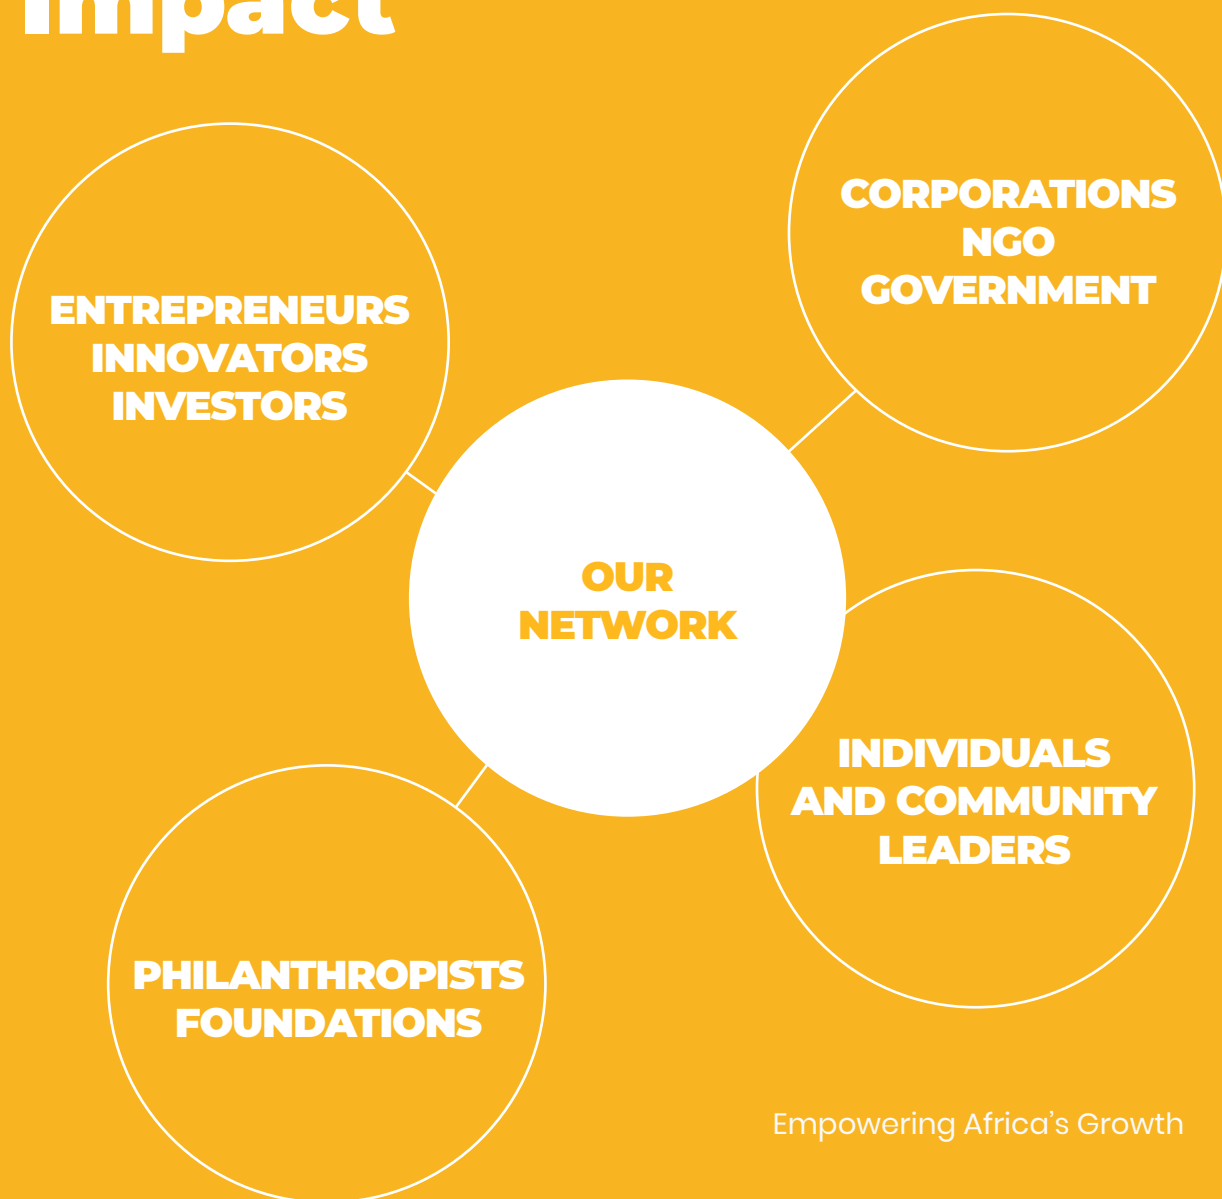 Impact
CORPORATIONS
NGO
GOVERNMENT
ENTREPRENEURS
INNOVATORS
INVESTORS
OUR
NETWORK
INDIVIDUALS
AND COMMUNITY
LEADERS
PHILANTHROPISTS
FOUNDATIONS
Empowering Africa’s Growth